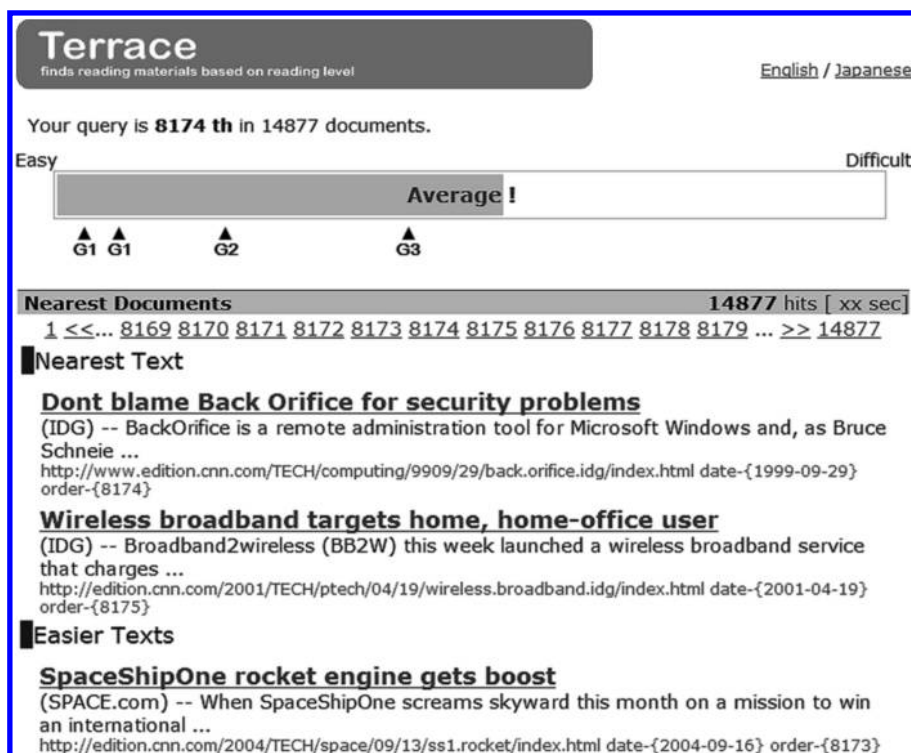 Terrace
finds reading materials based on reading level
English / Japanese
Your query is 8174 th in 14877 documents.
Easy Difficult
Average !
G1 G1 G2 G3
Nearest Documents 14877 hits [ xx sec]
1 <<... 8169 8170 8171 8172 8173 8174 8175 8176 8177 8178 8179 ... >> 14877
Nearest Text
Dont blame Back Orifice for security problems
(IDG) -- BackOrifice is a remote administration tool for Microsoft Windows and, as Bruce
Schneie ...
http://www.edition.cnn.com/TECH/computing/9909/29/back.orifice.idg/index.html date-{1999-09-29}
order-{8174}
Wireless broadband targets home, home-office user
(IDG) -- Broadband2wireless (BB2W) this week launched a wireless broadband service
that charges ...
http://edition.cnn.com/2001/TECH/ptech/04/19/wireless.broadband.idg/index.html date-{2001-04-19}
order-{8175}
Easier Texts
SpaceShipOne rocket engine gets boost
(SPACE.com) -- When SpaceShipOne screams skyward this month on a mission to win
an international ...
http://edition.cnn.com/2004/TECH/space/09/13/ss1.rocket/index.html date-{2004-09-16} order-{8173}